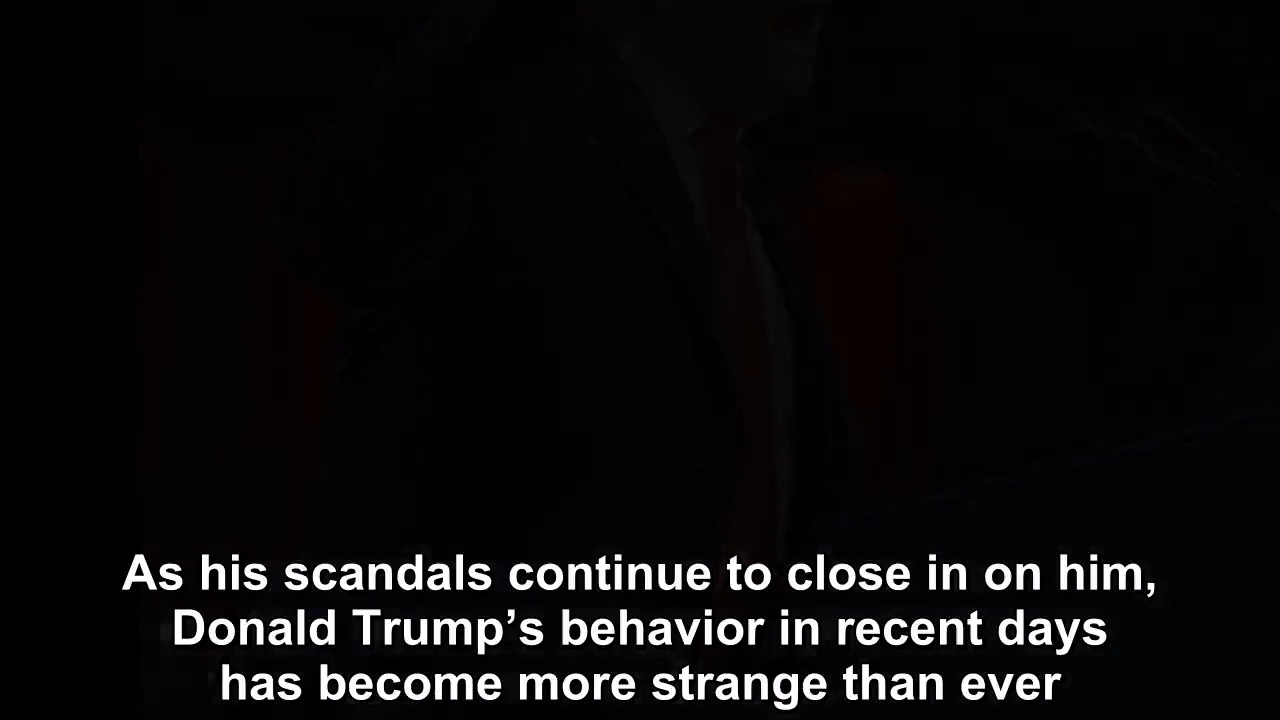 As his scandals continue to close in on him,
Donald Trump’s behavior in recent days
has become more strange than ever